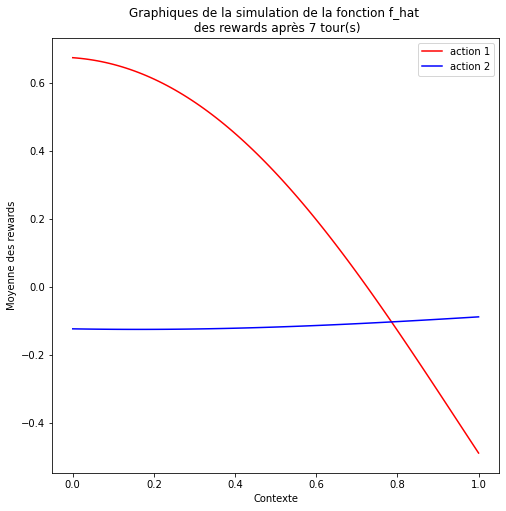 Graphiques de la simulation de la fonction f_hat
des rewards après 7 tour(s)
action 1
action 2
Moyenne des rewards
0.6
0.4
0.2
0.0
−0.2
−0.4
0.0 0.2 0.4 0.6 0.8 1.0
Contexte